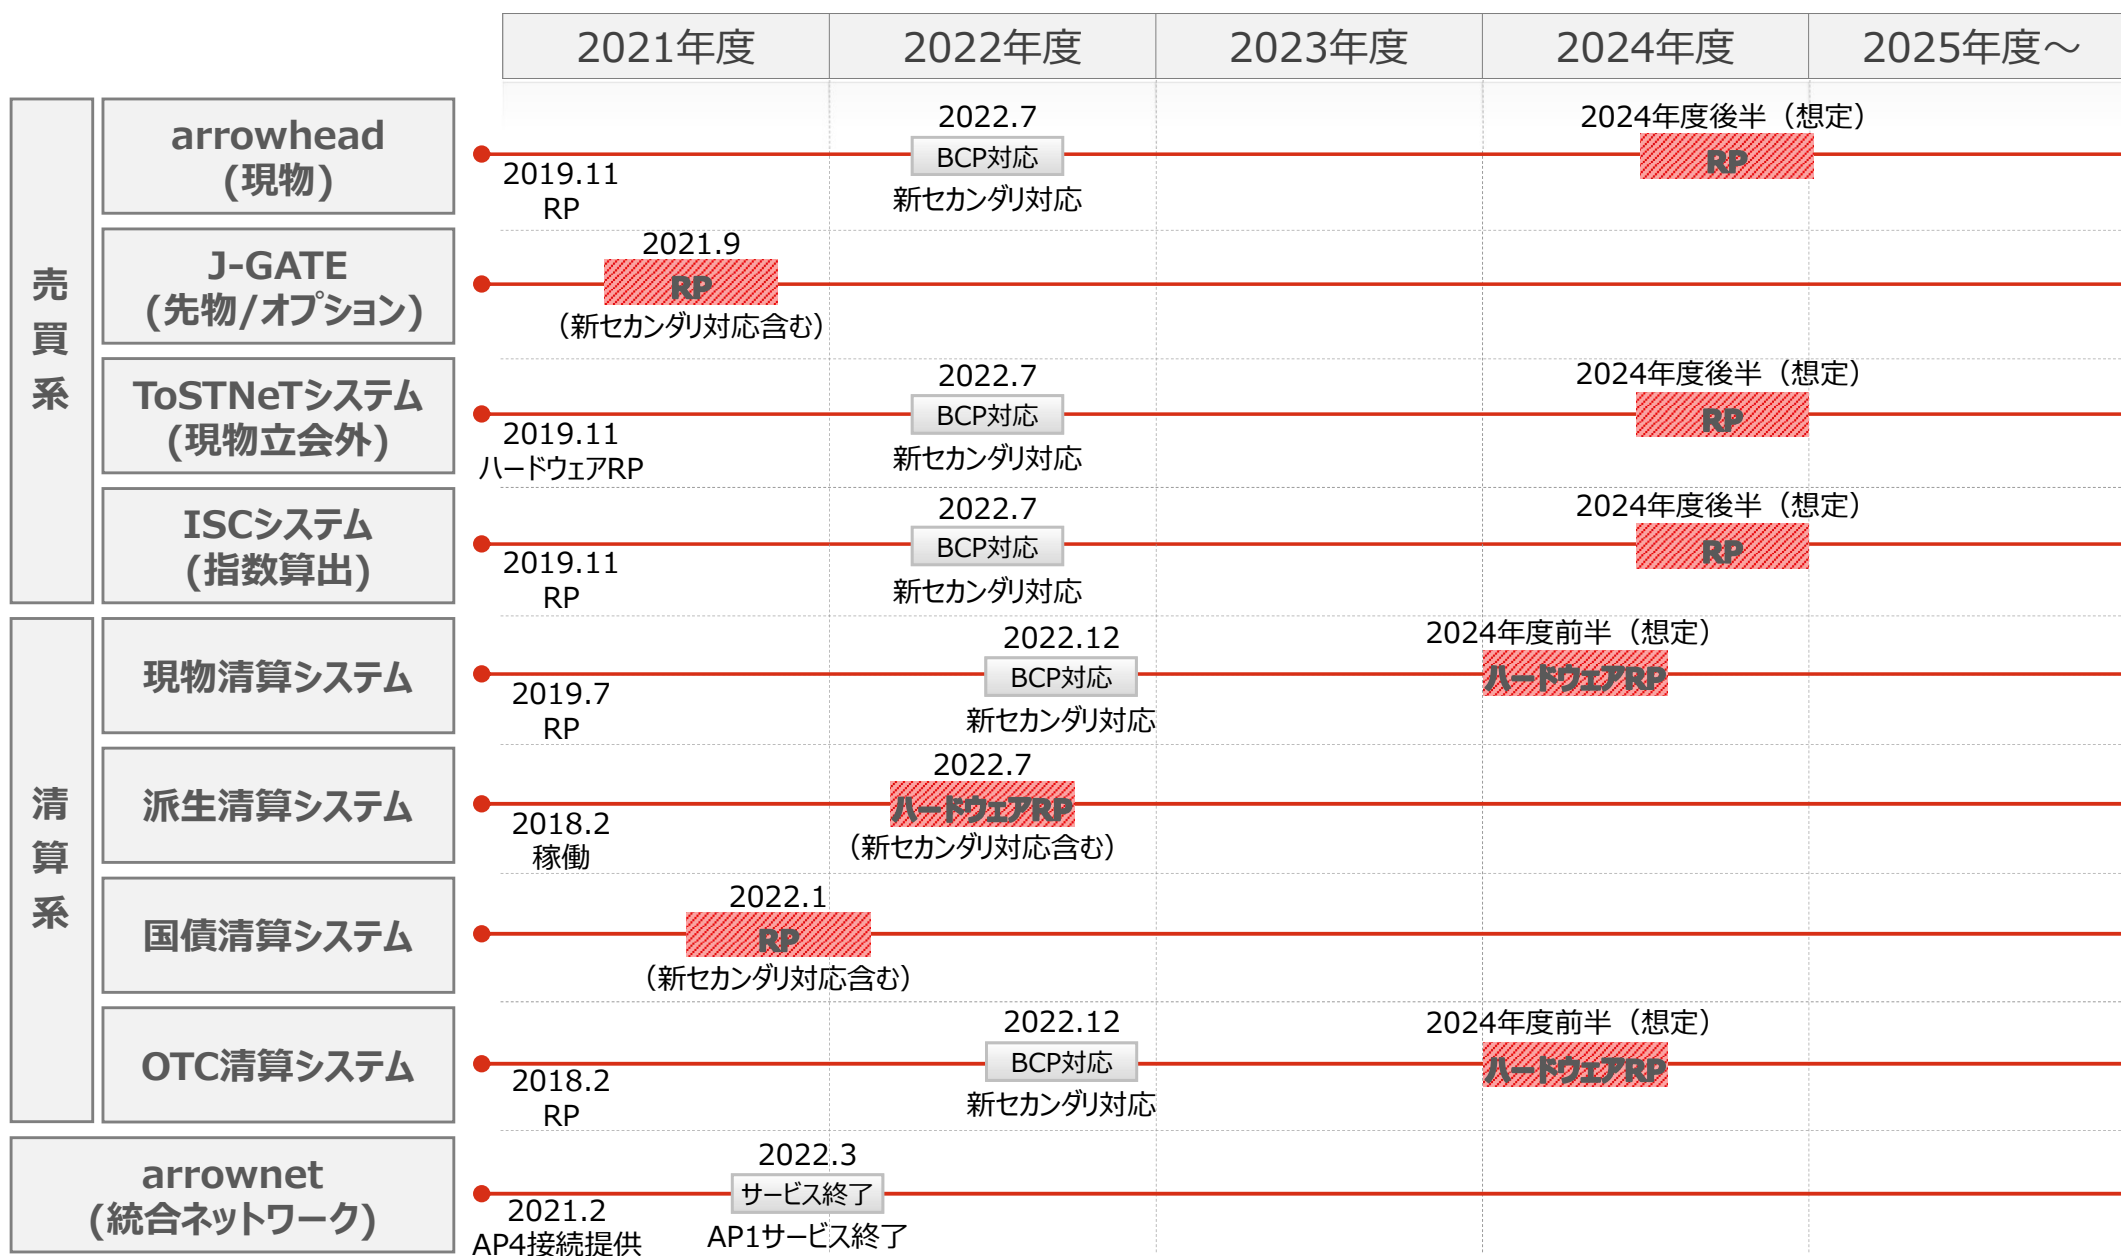 2021年度
2022年度
2023年度
2024年度
2025年度～
売買系
arrowhead
(現物)
2019.11
RP
2022.7
BCP対応
新セカンダリ対応
2024年度後半（想定）
RP
J-GATE
(先物/オプション)
2021.9
RP
（新セカンダリ対応含む）
ToSTNeTシステム
(現物立会外)
2019.11
ハードウェアRP
2022.7
BCP対応
新セカンダリ対応
2024年度後半（想定）
RP
ISCシステム
(指数算出)
2019.11
RP
2022.7
BCP対応
新セカンダリ対応
2024年度後半（想定）
RP
清算系
現物清算システム
2019.7
RP
2022.12
BCP対応
新セカンダリ対応
2024年度前半（想定）
ハードウェアRP
派生清算システム
2018.2
稼働
2022.7
ハードウェアRP
（新セカンダリ対応含む）
国債清算システム
2022.1
RP
（新セカンダリ対応含む）
OTC清算システム
2018.2
RP
2022.12
BCP対応
新セカンダリ対応
2024年度前半（想定）
ハードウェアRP
arrownet
(統合ネットワーク)
2021.2
AP4接続提供
2022.3
サービス終了
AP1サービス終了